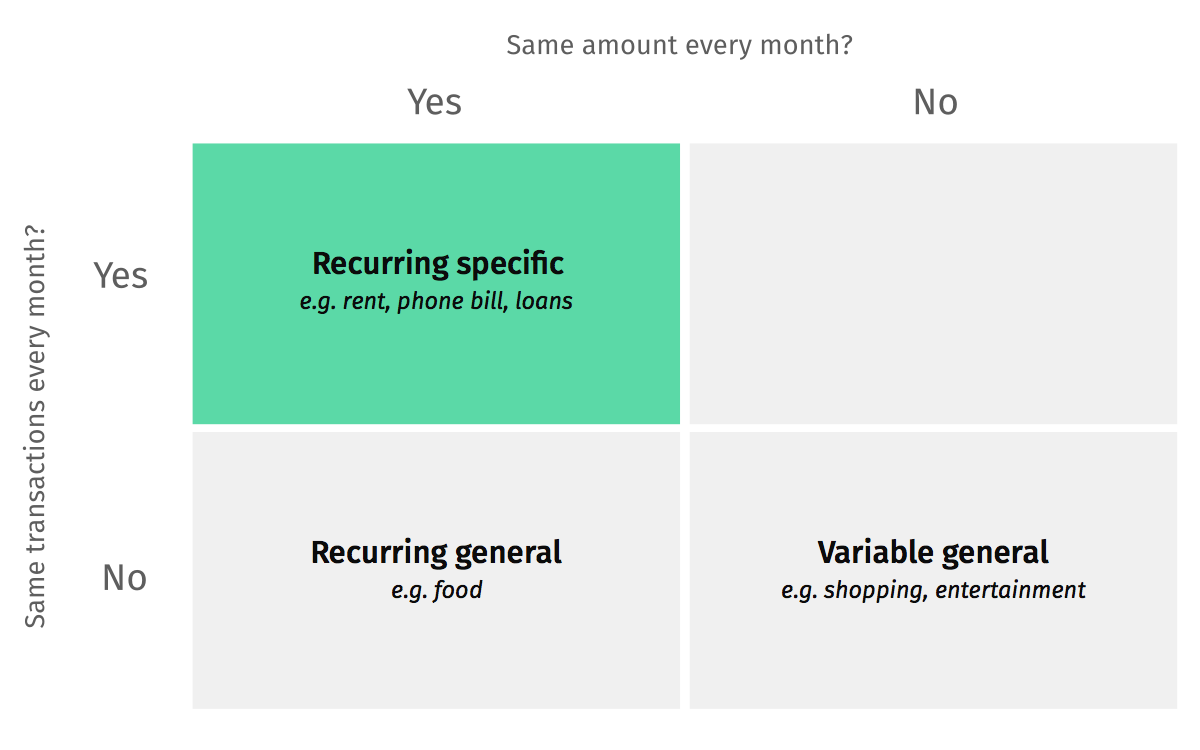 Same amount every month?
Yes
No
Same transactions every month?
Yes
Recurring specific
e.g. rent, phone bill, loans
No
Recurring general
e.g. food
Variable general
e.g. shopping, entertainment